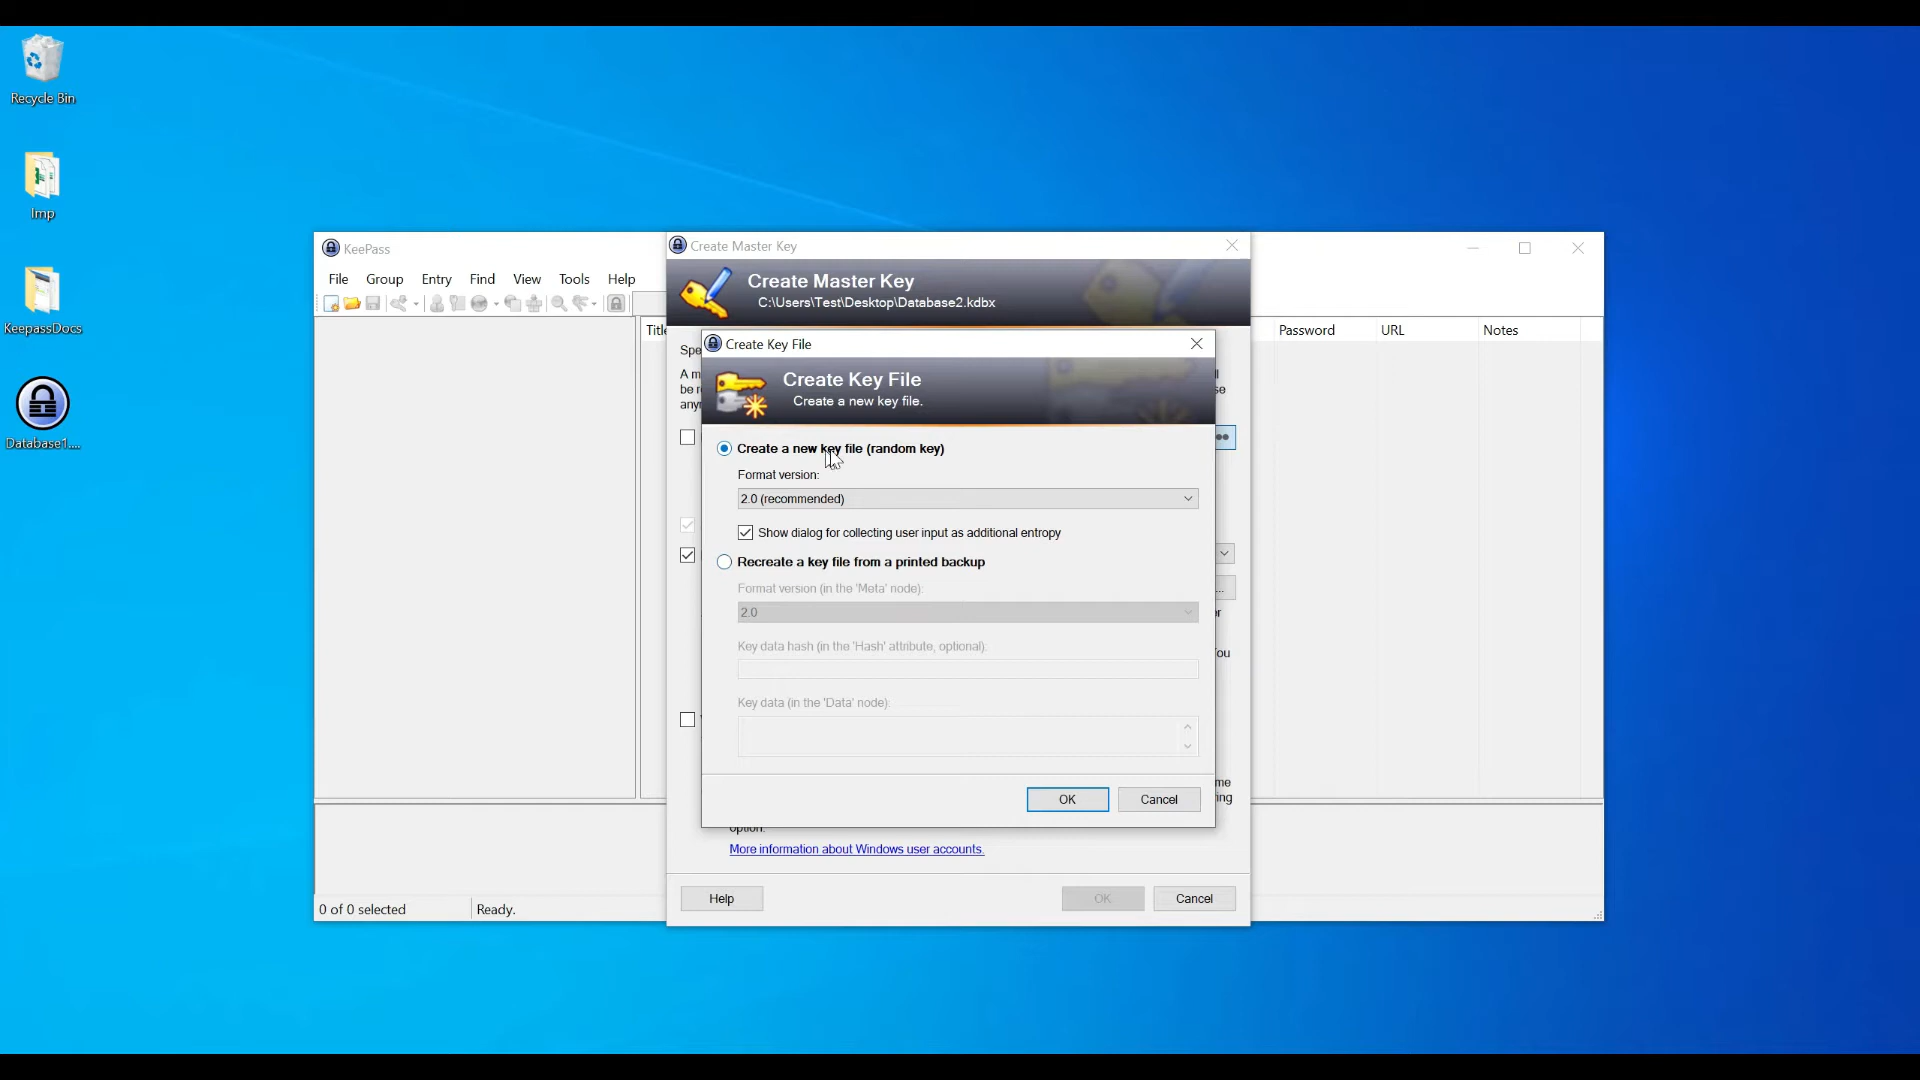 Recycle Bin
Imp
KeepassDocs
Database1....
KeePass
File Group Entry Find View Tools Help
Password URL Notes
0 of 0 selected
Ready.
Create Master Key
Create Master Key
C:\Users\Test\Desktop\Database2.kdbx
Create Key File
Create Key File
Create a new key file.
Create a new key file (random key)
Format version:
2.0 (recommended)
Show dialog for collecting user input as additional entropy
Recreate a key file from a printed backup
Format version (in the 'Meta' node):
2.0
Key data hash (in the 'Hash' attribute, optional):
Key data (in the 'Data' node):
OK Cancel
option.
More information about Windows user accounts.
Help OK Cancel